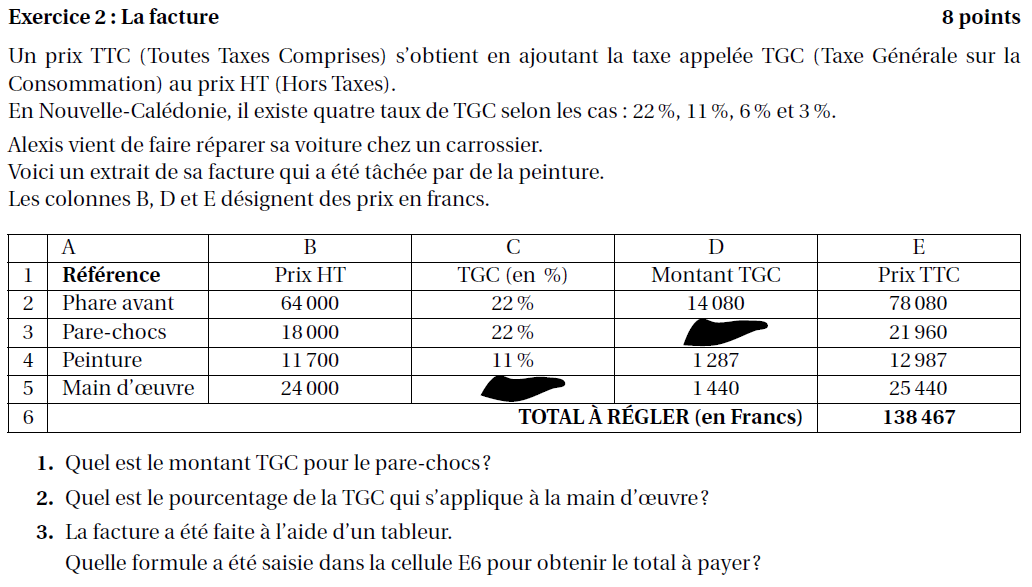 Exercice 2 : La facture 8 points
Un prix TTC (Toutes Taxes Comprises) s’obtient en ajoutant la taxe appelée TGC (Taxe Générale sur la
Consommation) au prix HT (Hors Taxes).
En Nouvelle-Calédonie, il existe quatre taux de TGC selon les cas : 22 %, 11 %, 6 % et 3 %.
Alexis vient de faire réparer sa voiture chez un carrossier.
Voici un extrait de sa facture qui a été tâchée par de la peinture.
Les colonnes B, D et E désignent des prix en francs.
A B C D E
1 Référence Prix HT TGC (en %) Montant TGC Prix TTC
2 Phare avant 64 000 22 % 14 080 78 080
3 Pare-chocs 18 000 22 % 21 960
4 Peinture 11 700 11 % 1 287 12 987
5 Main d’œuvre 24 000 1 440 25 440
6 TOTAL À RÉGLER (en Francs) 138 467
1. Quel est le montant TGC pour le pare-chocs ?
2. Quel est le pourcentage de la TGC qui s’applique à la main d’œuvre ?
3. La facture a été faite à l’aide d’un tableur.
Quelle formule a été saisie dans la cellule E6 pour obtenir le total à payer ?